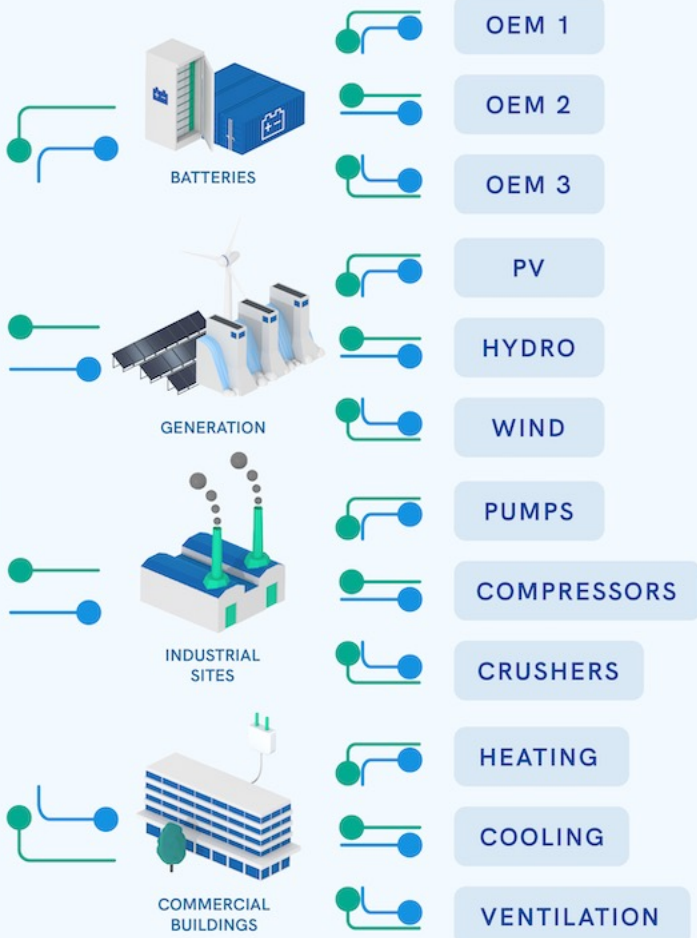 OEM 1
OEM 2
OEM 3
BATTERIES
PV
HYDRO
WIND
GENERATION
PUMPS
COMPRESSORS
CRUSHERS
INDUSTRIAL
SITES
HEATING
COOLING
VENTILATION
COMMERCIAL
BUILDINGS